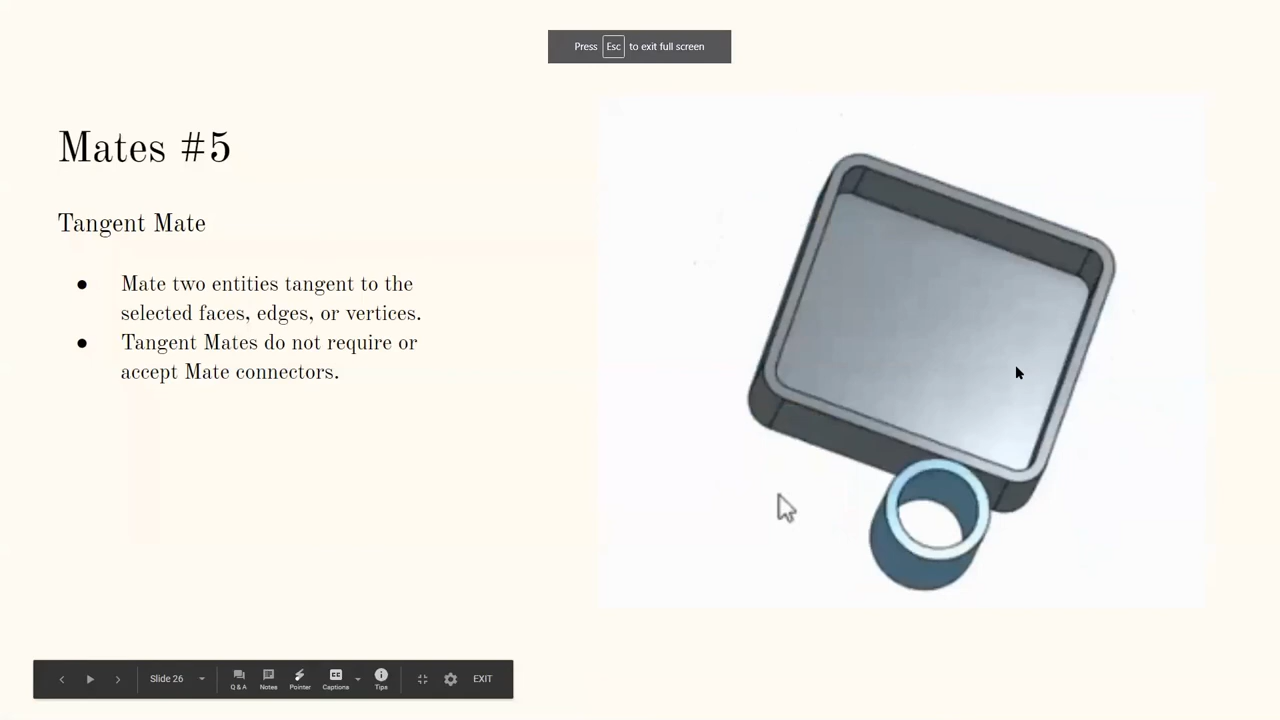 Press Esc to exit full screen
Mates #5
Tangent Mate
● Mate two entities tangent to the
selected faces, edges, or vertices.
● Tangent Mates do not require or
accept Mate connectors.
Slide 26
Q & A
Notes
Pointer
CC
Captions
Tips
EXIT